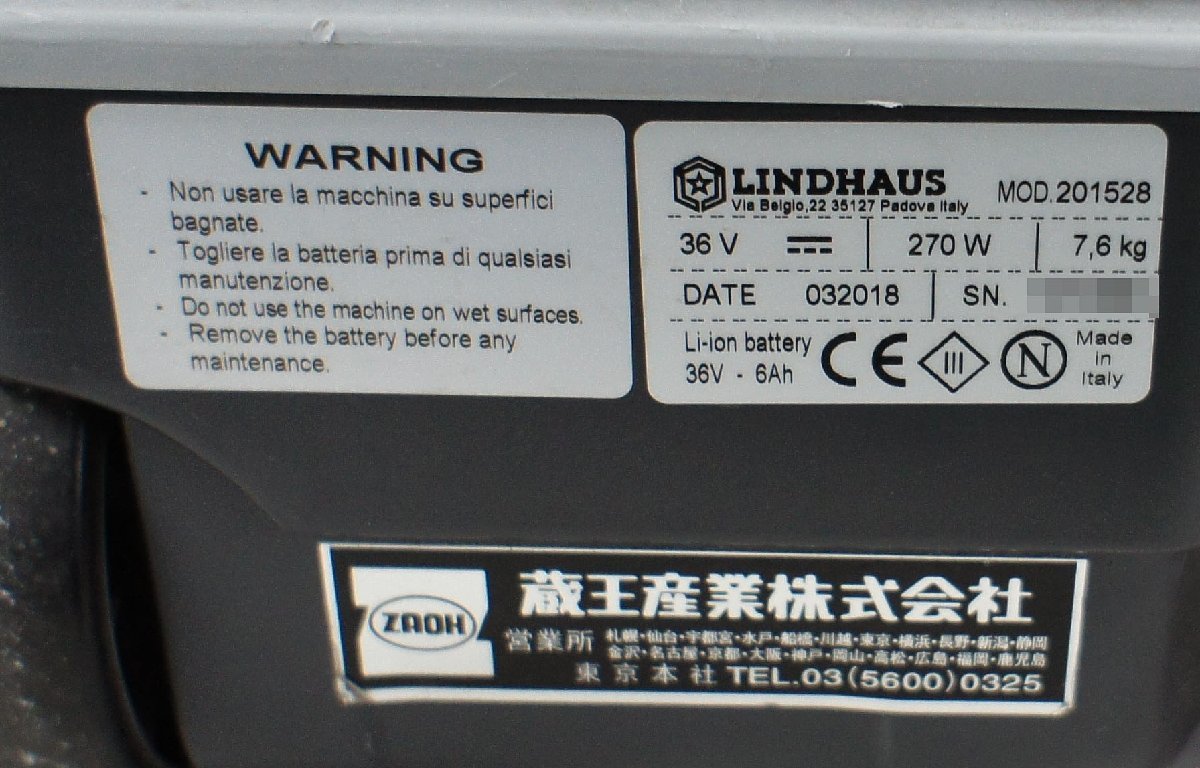 WARNING
- Non usare la macchina su superfici
bagnate.
- Togliere la batteria prima di qualsiasi
manutenzione.
- Do not use the machine on wet surfaces.
- Remove the battery before any
maintenance.
LINDHAUS
Via Belgio,22 35127 Padova Italy
MOD.201528
36 V 270 W 7,6 kg
DATE 032018 SN.
Li-ion battery
36V - 6Ah
CE III N
Made
in
Italy
ZAOH
蔵王産業株式会社
営業所 札幌・仙台・宇都宮・水戸・船橋・川越・東京・横浜・長野・新潟・静岡
金沢・名古屋・京都・大阪・神戸・岡山・高松・広島・福岡・鹿児島
東京本社 TEL.03(5600)0325